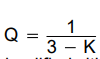 Q = 1
3 − K